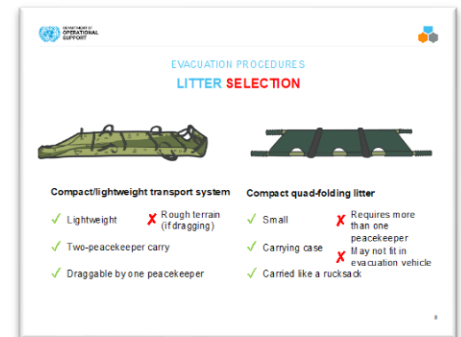 DEPARTMENT OF
OPERATIONAL
SUPPORT
EVACUATION PROCEDURES
LITTER SELECTION
Compact/lightweight transport system
✓ Lightweight
✗ Rough terrain
(if dragging)
✓ Two-peacekeeper carry
✓ Draggable by one peacekeeper
Compact quad-folding litter
✓ Small
✗ Requires more
than one
peacekeeper
✓ Carrying case
✗ May not fit in
evacuation vehicle
✓ Carried like a rucksack